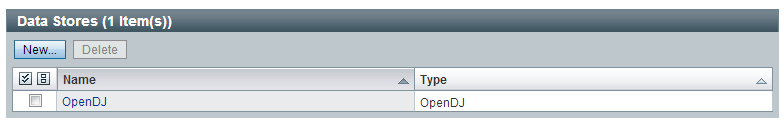 Data Stores (1 Item(s))
New... Delete
Name Type
OpenDJ OpenDJ